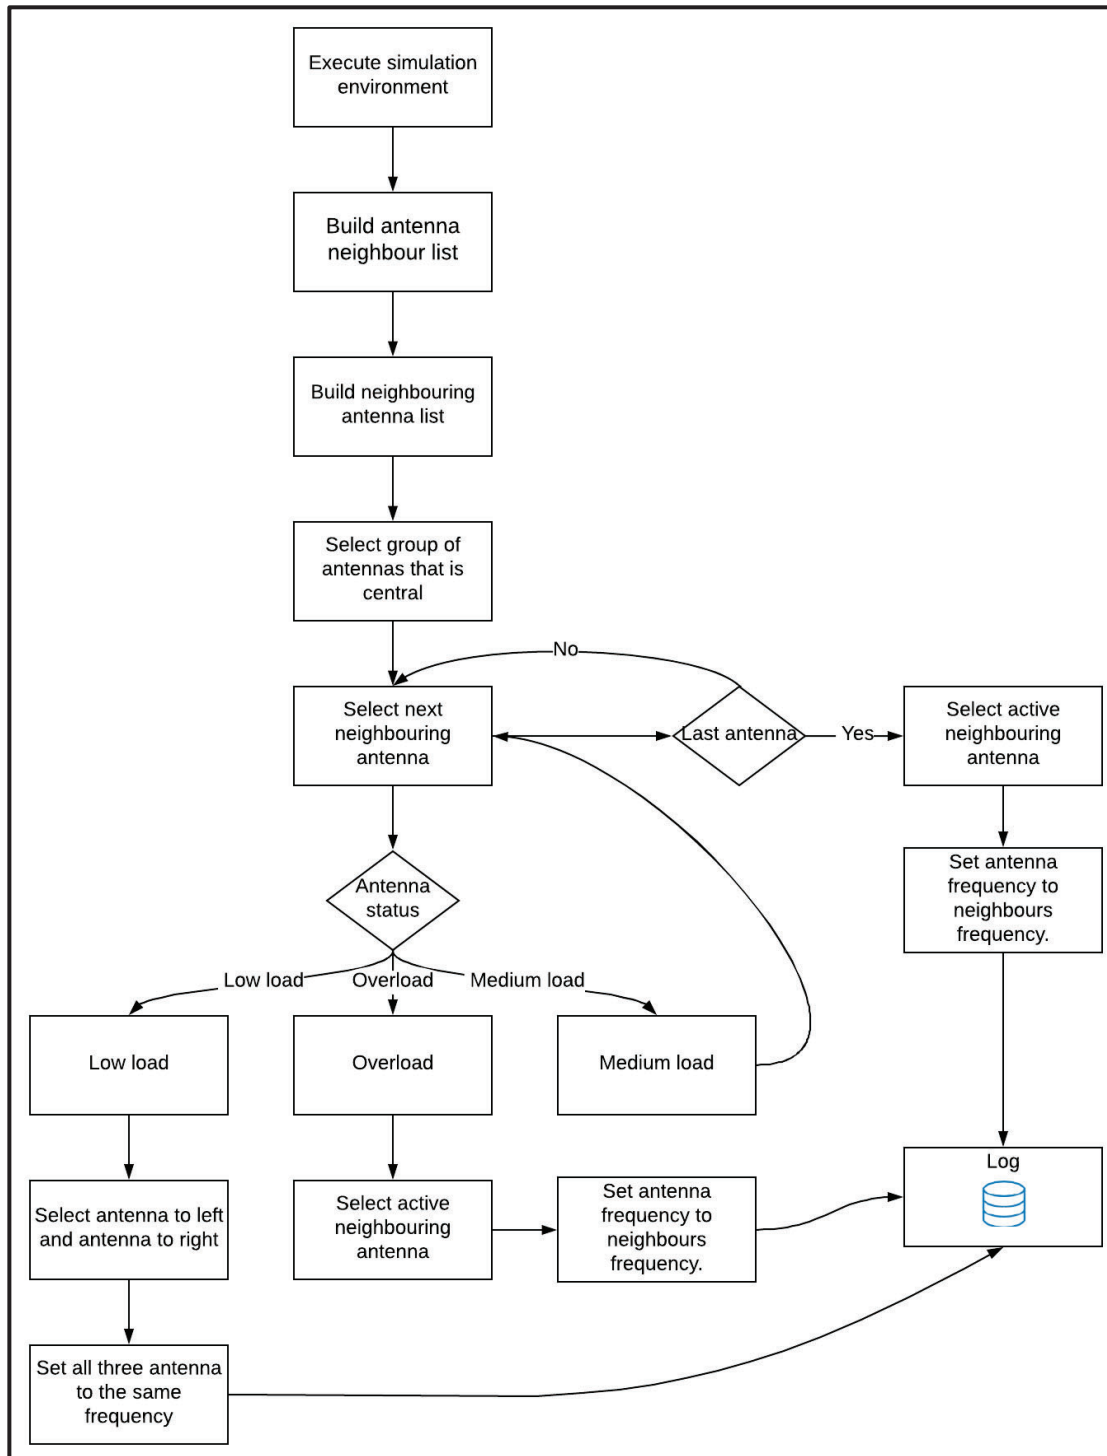 Execute simulation
environment
Build antenna
neighbour list
Build neighbouring
antenna list
Select group of
antennas that is
central
No
Select next
neighbouring
antenna
Last antenna
Yes
Select active
neighbouring
antenna
Antenna
status
Set antenna
frequency to
neighbours
frequency.
Low load
Overload
Medium load
Low load
Overload
Medium load
Log
Select antenna to left
and antenna to right
Select active
neighbouring
antenna
Set antenna
frequency to
neighbours
frequency.
Set all three antenna
to the same
frequency